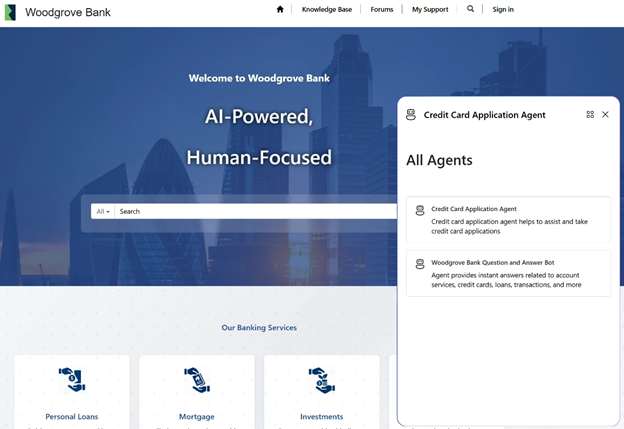 Woodgrove Bank
Knowledge Base
Forums
My Support
Sign in
Welcome to Woodgrove Bank
AI-Powered,
Human-Focused
All
Search
Our Banking Services
Personal Loans
Mortgage
Investments
Credit Card Application Agent
All Agents
Credit Card Application Agent
Credit card application agent helps to assist and take
credit card applications
Woodgrove Bank Question and Answer Bot
Agent provides instant answers related to account
services, credit cards, loans, transactions, and more